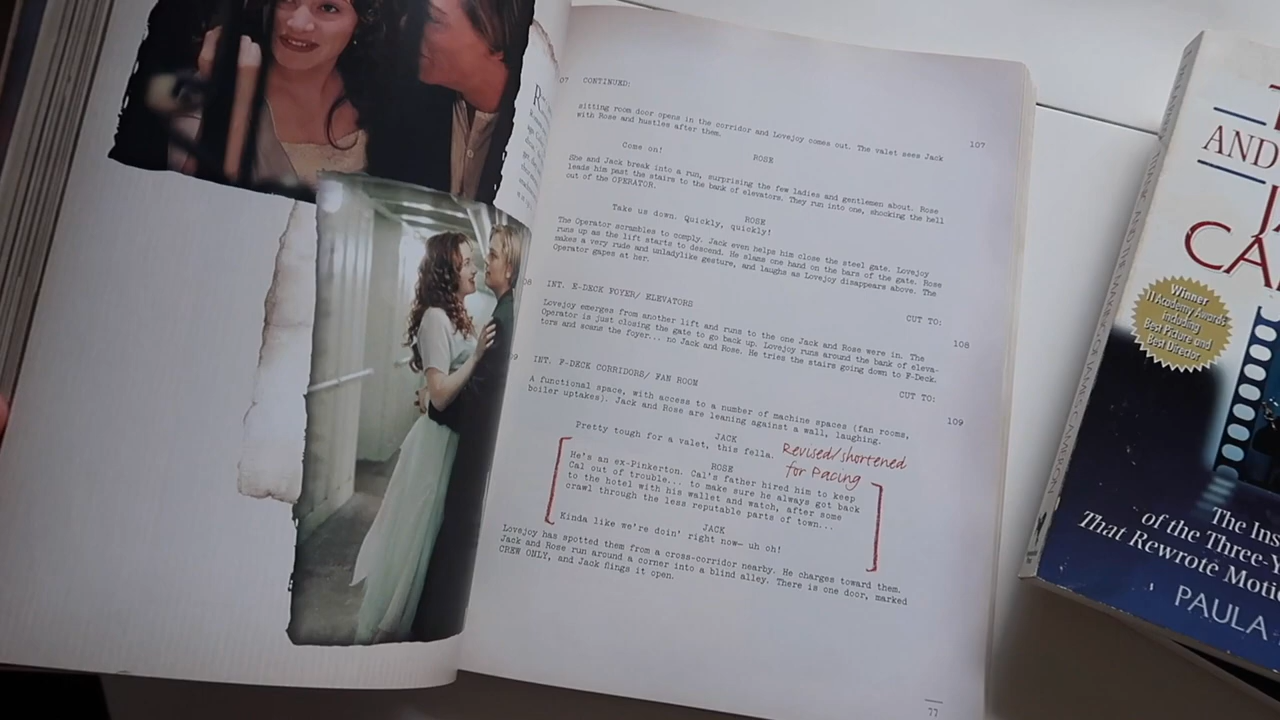 07 CONTINUED:
107
sitting room door opens in the corridor and Lovejoy comes out. The valet sees Jack
with Rose and hustles after them.
ROSE
Come on!
She and Jack break into a run, surprising the few ladies and gentlemen about. Rose
leads him past the stairs to the bank of elevators. They run into one, shocking the hell
out of the OPERATOR.
ROSE
Take us down. Quickly, quickly!
The Operator scrambles to comply. Jack even helps him close the steel gate. Lovejoy
runs up as the lift starts to descend. He slams one hand on the bars of the gate. Rose
makes a very rude and unladylike gesture, and laughs as Lovejoy disappears above. The
Operator gapes at her.
CUT TO:
08 INT. E-DECK FOYER/ ELEVATORS
108
Lovejoy emerges from another lift and runs to the one Jack and Rose were in. The
Operator is just closing the gate to go back up. Lovejoy runs around the bank of eleva-
tors and scans the foyer... no Jack and Rose. He tries the stairs going down to F-Deck.
CUT TO:
09 INT. F-DECK CORRIDORS/ FAN ROOM
109
A functional space, with access to a number of machine spaces (fan rooms,
boiler uptakes). Jack and Rose are leaning against a wall, laughing.
JACK
Pretty tough for a valet, this fella.
Revised/shortened
for Pacing
ROSE
He's an ex-Pinkerton. Cal's father hired him to keep
Cal out of trouble... to make sure he always got back
to the hotel with his wallet and watch, after some
crawl through the less reputable parts of town...
JACK
Kinda like we're doin' right now— uh oh!
Lovejoy has spotted them from a cross-corridor nearby. He charges toward them.
Jack and Rose run around a corner into a blind alley. There is one door, marked
CREW ONLY, and Jack flings it open.
77
AND
CA
Winner
11 Academy Awards
including
Best Picture and
Best Director
The Ins
of the Three-Y
That Rewrote Motio
PAULA